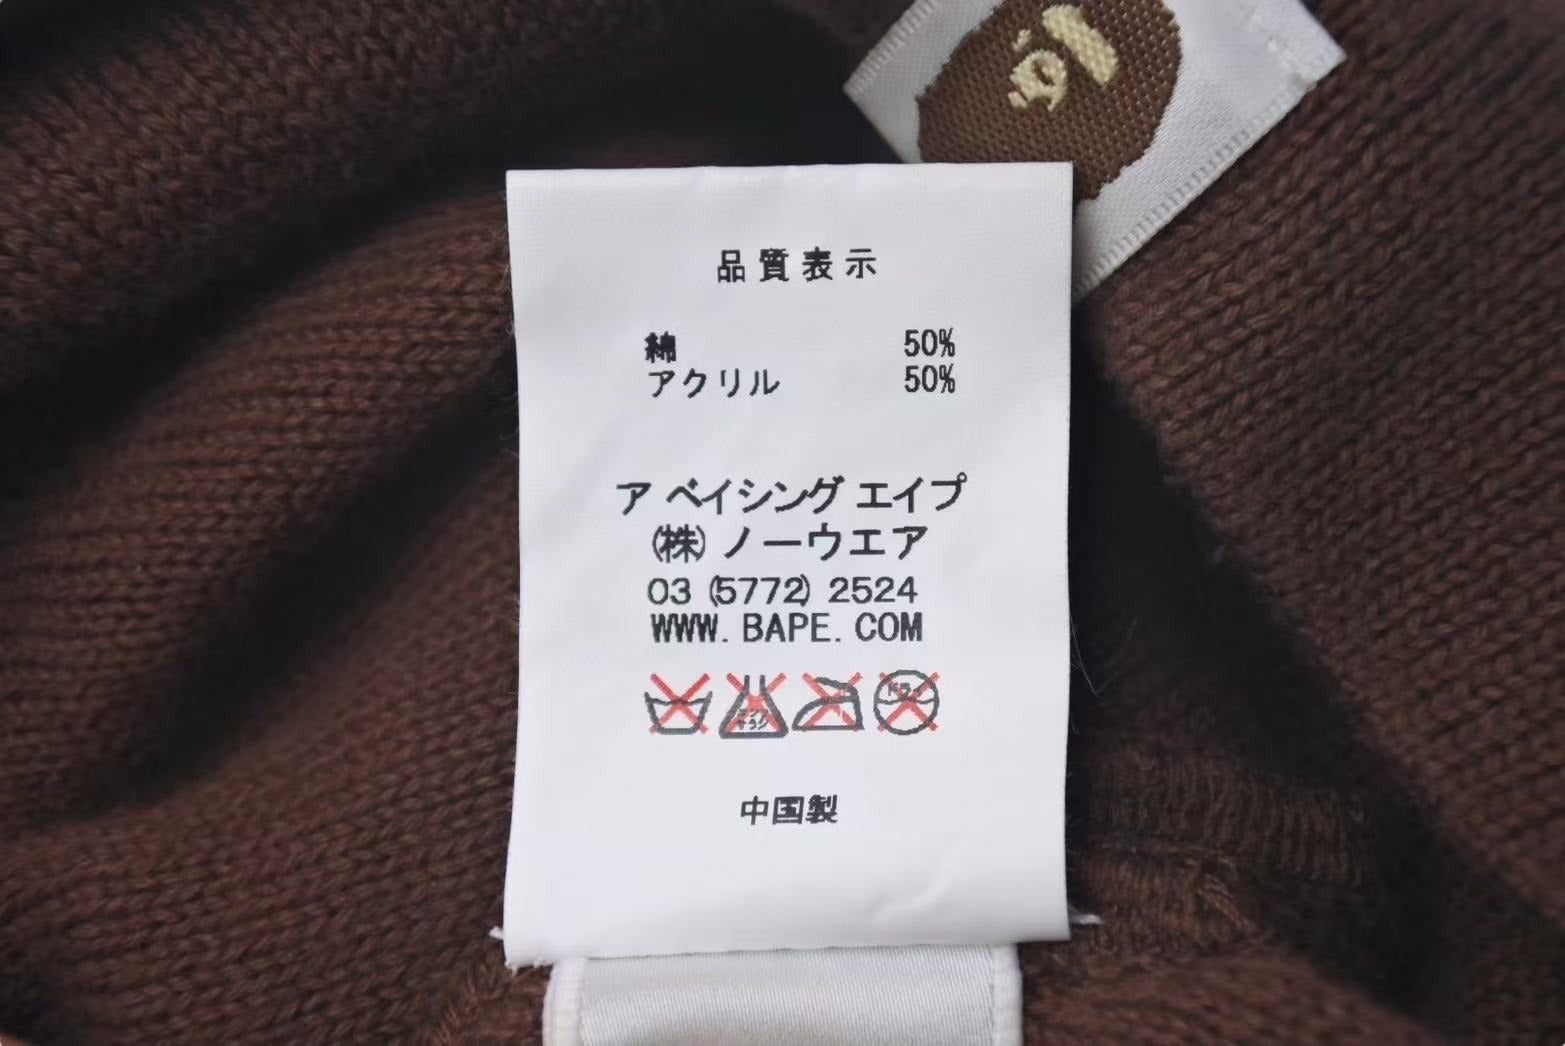 品質表示
綿 50%
アクリル 50%
ア ベイシング エイプ
(株) ノーウエア
03 (5772) 2524
WWW. BAPE. COM
中国製